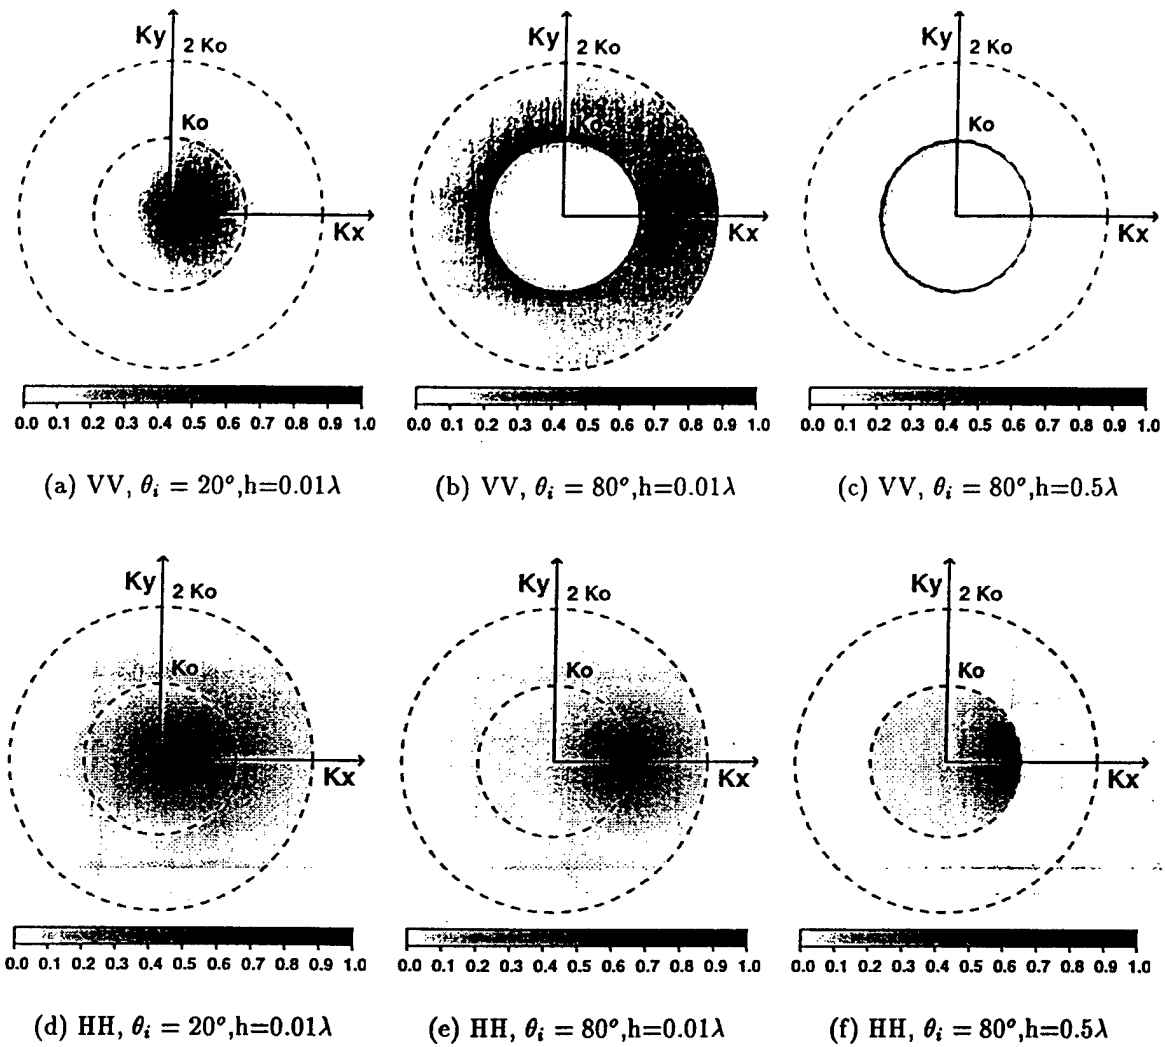 Ky 2 Ko
Ko
Kx
0.0 0.1 0.2 0.3 0.4 0.5 0.6 0.7 0.8 0.9 1.0
(a) VV, θᵢ = 20°,h=0.01λ
Ky 2 Ko
Ko
Kx
0.0 0.1 0.2 0.3 0.4 0.5 0.6 0.7 0.8 0.9 1.0
(b) VV, θᵢ = 80°,h=0.01λ
Ky 2 Ko
Ko
Kx
0.0 0.1 0.2 0.3 0.4 0.5 0.6 0.7 0.8 0.9 1.0
(c) VV, θᵢ = 80°,h=0.5λ
Ky 2 Ko
Ko
Kx
0.0 0.1 0.2 0.3 0.4 0.5 0.6 0.7 0.8 0.9 1.0
(d) HH, θᵢ = 20°,h=0.01λ
Ky 2 Ko
Ko
Kx
0.0 0.1 0.2 0.3 0.4 0.5 0.6 0.7 0.8 0.9 1.0
(e) HH, θᵢ = 80°,h=0.01λ
Ky 2 Ko
Ko
Kx
0.0 0.1 0.2 0.3 0.4 0.5 0.6 0.7 0.8 0.9 1.0
(f) HH, θᵢ = 80°,h=0.5λ